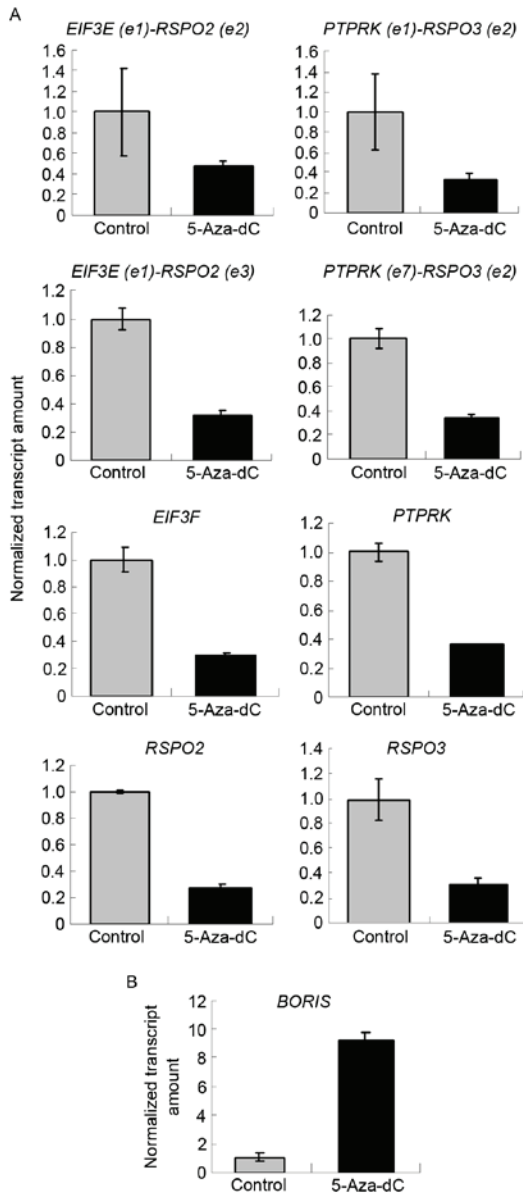 A
EIF3E (e1)-RSPO2 (e2)
1.6
1.4
1.2
1.0
0.8
0.6
0.4
0.2
0
Control 5-Aza-dC
PTPRK (e1)-RSPO3 (e2)
1.6
1.4
1.2
1.0
0.8
0.6
0.4
0.2
0
Control 5-Aza-dC
Normalized transcript amount
EIF3E (e1)-RSPO2 (e3)
1.2
1.0
0.8
0.6
0.4
0.2
0
Control 5-Aza-dC
PTPRK (e7)-RSPO3 (e2)
1.2
1.0
0.8
0.6
0.4
0.2
0
Control 5-Aza-dC
EIF3F
1.2
1.0
0.8
0.6
0.4
0.2
0
Control 5-Aza-dC
PTPRK
1.2
1.0
0.8
0.6
0.4
0.2
0
Control 5-Aza-dC
RSPO2
1.2
1.0
0.8
0.6
0.4
0.2
0
Control 5-Aza-dC
RSPO3
1.4
1.2
1.0
0.8
0.6
0.4
0.2
0
Control 5-Aza-dC
B
BORIS
Normalized transcript
amount
12
10
8
6
4
2
0
Control 5-Aza-dC